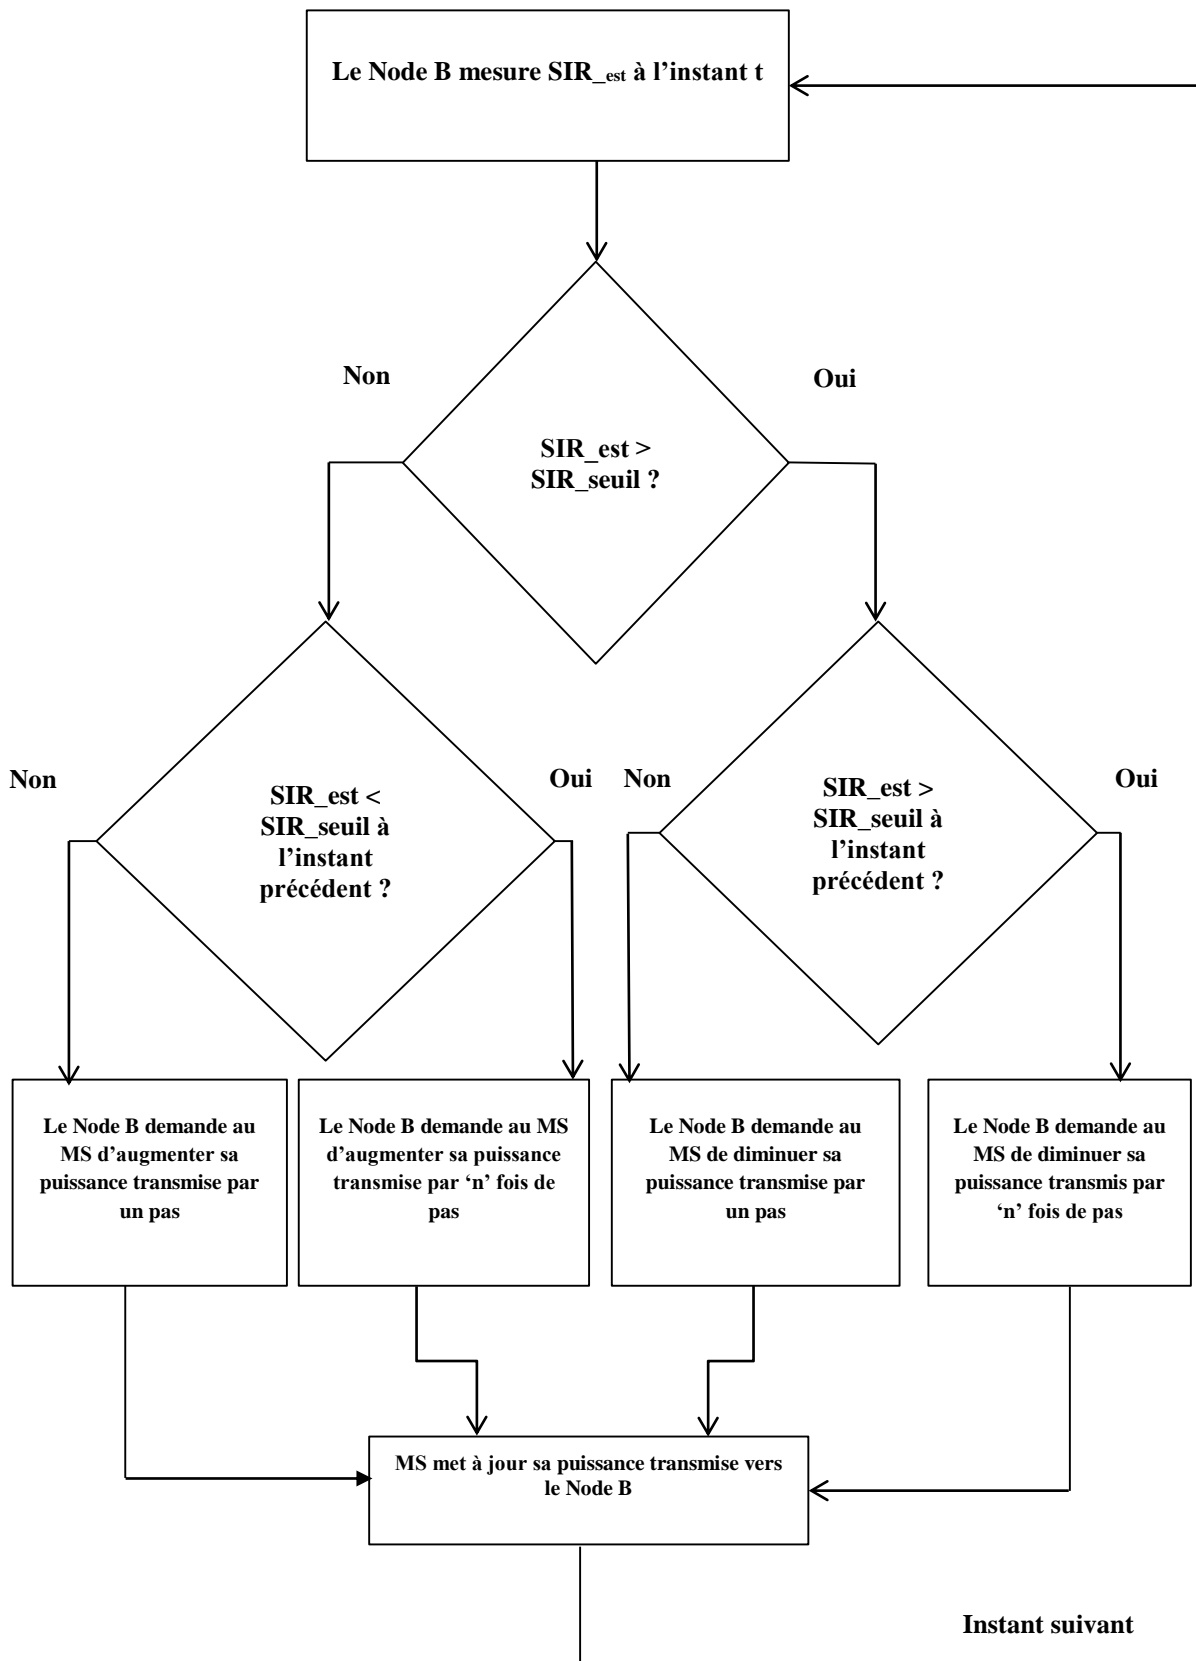 Le Node B mesure SIR_est à l’instant t
Non
Oui
SIR_est >
SIR_seuil ?
Non
Oui
Non
Oui
SIR_est <
SIR_seuil à
l’instant
précédent ?
SIR_est >
SIR_seuil à
l’instant
précédent ?
Le Node B demande au
MS d’augmenter sa
puissance transmise par
un pas
Le Node B demande au MS
d’augmenter sa puissance
transmise par ‘n’ fois de
pas
Le Node B demande au
MS de diminuer sa
puissance transmise par
un pas
Le Node B demande au
MS de diminuer sa
puissance transmis par
‘n’ fois de pas
MS met à jour sa puissance transmise vers
le Node B
Instant suivant